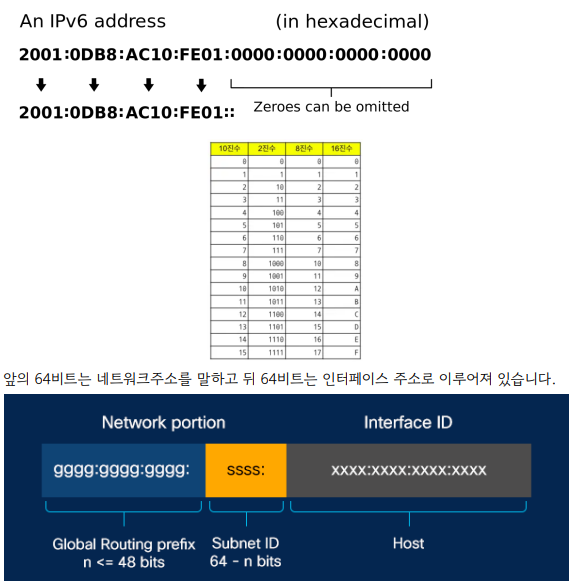 An IPv6 address (in hexadecimal)
2001:0DB8:AC10:FE01:0000:0000:0000:0000
2001:0DB8:AC10:FE01:: Zeroes can be omitted
10진수 2진수 8진수 16진수
0 0 0 0
1 1 1 1
2 10 2 2
3 11 3 3
4 100 4 4
5 101 5 5
6 110 6 6
7 111 7 7
8 1000 10 8
9 1001 11 9
10 1010 12 A
11 1011 13 B
12 1100 14 C
13 1101 15 D
14 1110 16 E
15 1111 17 F
앞의 64비트는 네트워크주소를 말하고 뒤 64비트는 인터페이스 주소로 이루어져 있습니다.
Network portion Interface ID
gggg:gggg:gggg: ssss: xxxx:xxxx:xxxx:xxxx
Global Routing prefix Subnet ID Host
n <= 48 bits 64 - n bits